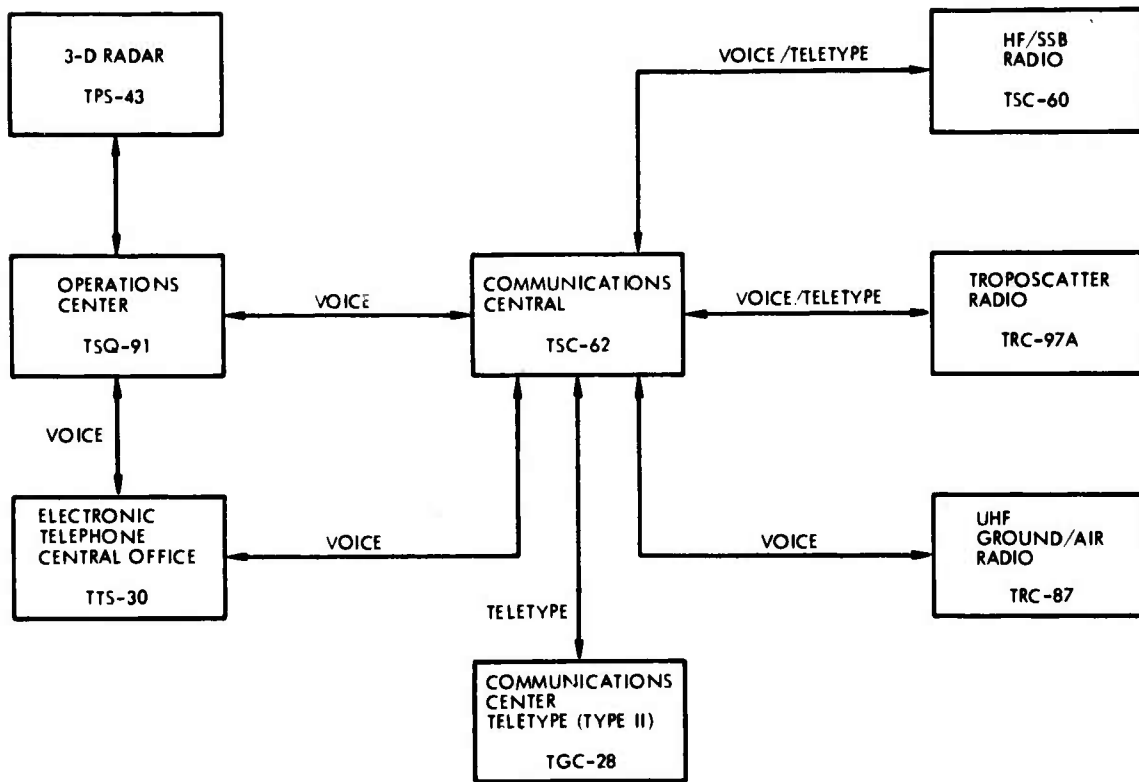 3-D RADAR
TPS-43
VOICE/TELETYPE
HF/SSB
RADIO
TSC-60
OPERATIONS
CENTER
TSQ-91
VOICE
COMMUNICATIONS
CENTRAL
TSC-62
VOICE/TELETYPE
TROPOSCATTER
RADIO
TRC-97A
VOICE
ELECTRONIC
TELEPHONE
CENTRAL OFFICE
TTS-30
VOICE
VOICE
UHF
GROUND/AIR
RADIO
TRC-87
TELETYPE
COMMUNICATIONS
CENTER
TELETYPE (TYPE II)
TGC-28